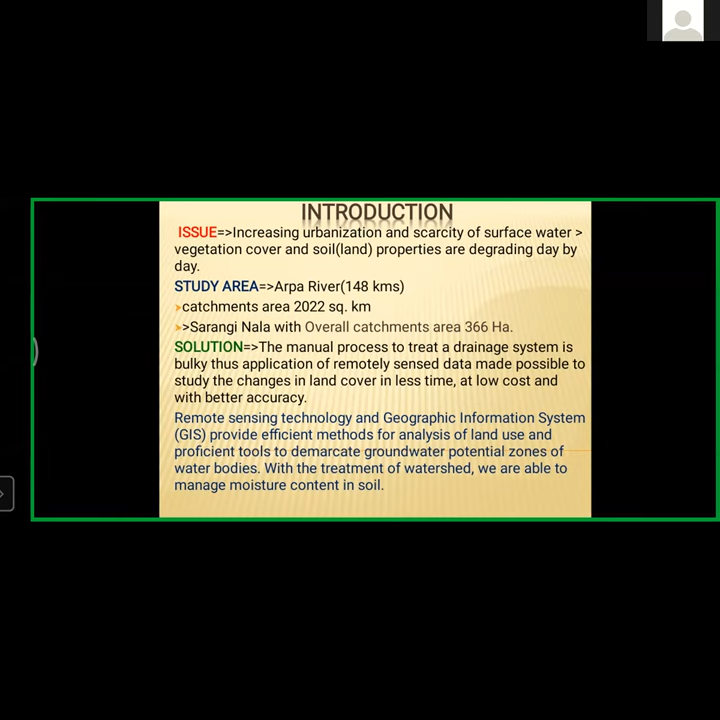 INTRODUCTION
ISSUE=>Increasing urbanization and scarcity of surface water >
vegetation cover and soil(land) properties are degrading day by
day.
STUDY AREA=>Arpa River(148 kms)
➢catchments area 2022 sq. km
➢>Sarangi Nala with Overall catchments area 366 Ha.
SOLUTION=>The manual process to treat a drainage system is
bulky thus application of remotely sensed data made possible to
study the changes in land cover in less time, at low cost and
with better accuracy.
Remote sensing technology and Geographic Information System
(GIS) provide efficient methods for analysis of land use and
proficient tools to demarcate groundwater potential zones of
water bodies. With the treatment of watershed, we are able to
manage moisture content in soil.